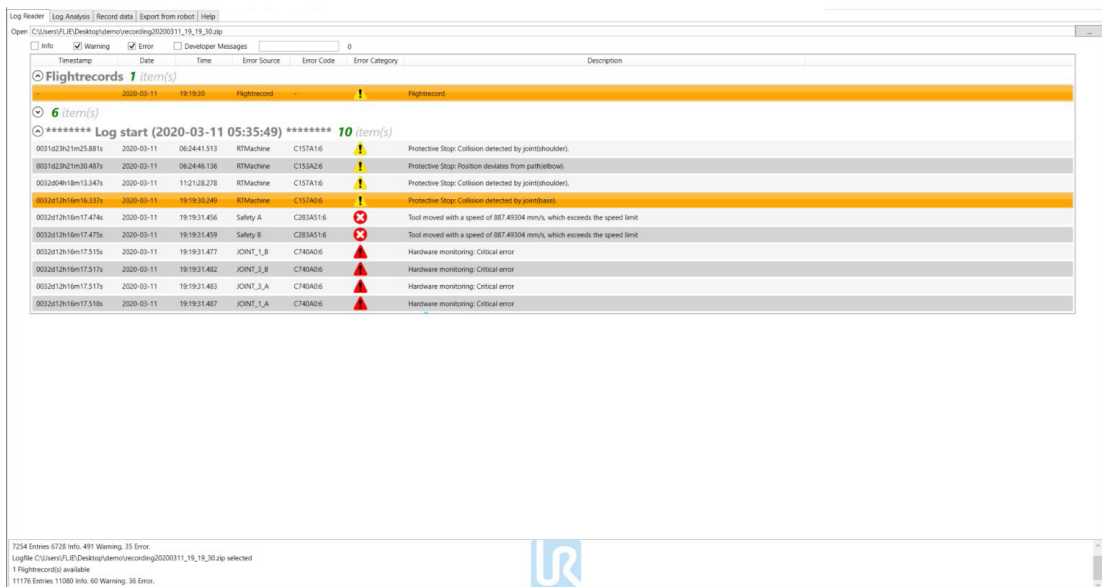 Log Reader Log Analysis Record data Export from robot Help
Open C:\Users\FLJE\Desktop\demo\recording20200311_19_19_30.zip ...
Info Warning Error Developer Messages 0
Timestamp Date Time Error Source Error Code Error Category Description
Flightrecords 1 item(s)
- 2020-03-11 19:19:30 Flightrecord - Flightrecord
6 item(s)
******** Log start (2020-03-11 05:35:49) ******** 10 item(s)
0031d23h21m25.881s 2020-03-11 06:24:41.513 RTMachine C157A1:6 Protective Stop: Collision detected by joint(shoulder).
0031d23h21m30.487s 2020-03-11 06:24:46.136 RTMachine C153A2:6 Protective Stop: Position deviates from path(elbow).
0032d04h18m13.347s 2020-03-11 11:21:28.278 RTMachine C157A1:6 Protective Stop: Collision detected by joint(shoulder).
0032d12h16m16.337s 2020-03-11 19:19:30.249 RTMachine C157A0:6 Protective Stop: Collision detected by joint(base).
0032d12h16m17.474s 2020-03-11 19:19:31.456 Safety A C283A51:6 Tool moved with a speed of 887.49304 mm/s, which exceeds the speed limit
0032d12h16m17.475s 2020-03-11 19:19:31.459 Safety B C283A51:6 Tool moved with a speed of 887.49304 mm/s, which exceeds the speed limit
0032d12h16m17.515s 2020-03-11 19:19:31.477 JOINT_1_B C740A0:6 Hardware monitoring: Critical error
0032d12h16m17.517s 2020-03-11 19:19:31.482 JOINT_3_B C740A0:6 Hardware monitoring: Critical error
0032d12h16m17.517s 2020-03-11 19:19:31.483 JOINT_3_A C740A0:6 Hardware monitoring: Critical error
0032d12h16m17.518s 2020-03-11 19:19:31.487 JOINT_1_A C740A0:6 Hardware monitoring: Critical error
7254 Entries 6728 Info. 491 Warning. 35 Error.
Logfile C:\Users\FLJE\Desktop\demo\recording20200311_19_19_30.zip selected
1 Flightrecord(s) available
11176 Entries 11080 Info. 60 Warning. 36 Error.
UR